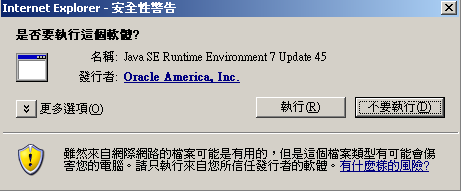 Internet Explorer - 安全性警告
是否要執行這個軟體?
名稱: Java SE Runtime Environment 7 Update 45
發行者: Oracle America, Inc.
更多選項(O)
執行(R)
不要執行(D)
雖然來自網際網路的檔案可能是有用的，但是這個檔案類型有可能會傷
害您的電腦。請只執行來自您所信任發行者的軟體。有什麼樣的風險?